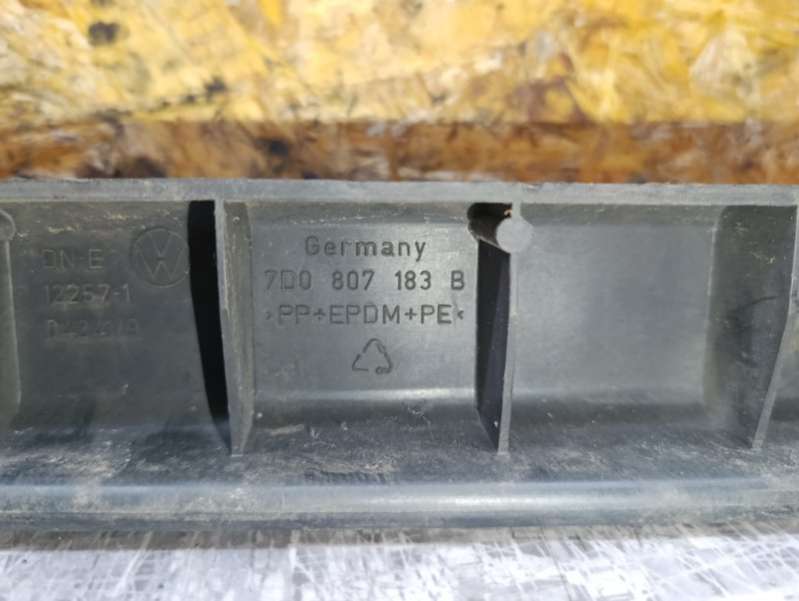 Germany
7D0 807 183 B
>PP+EPDM+PE<
DN-E
12257-1